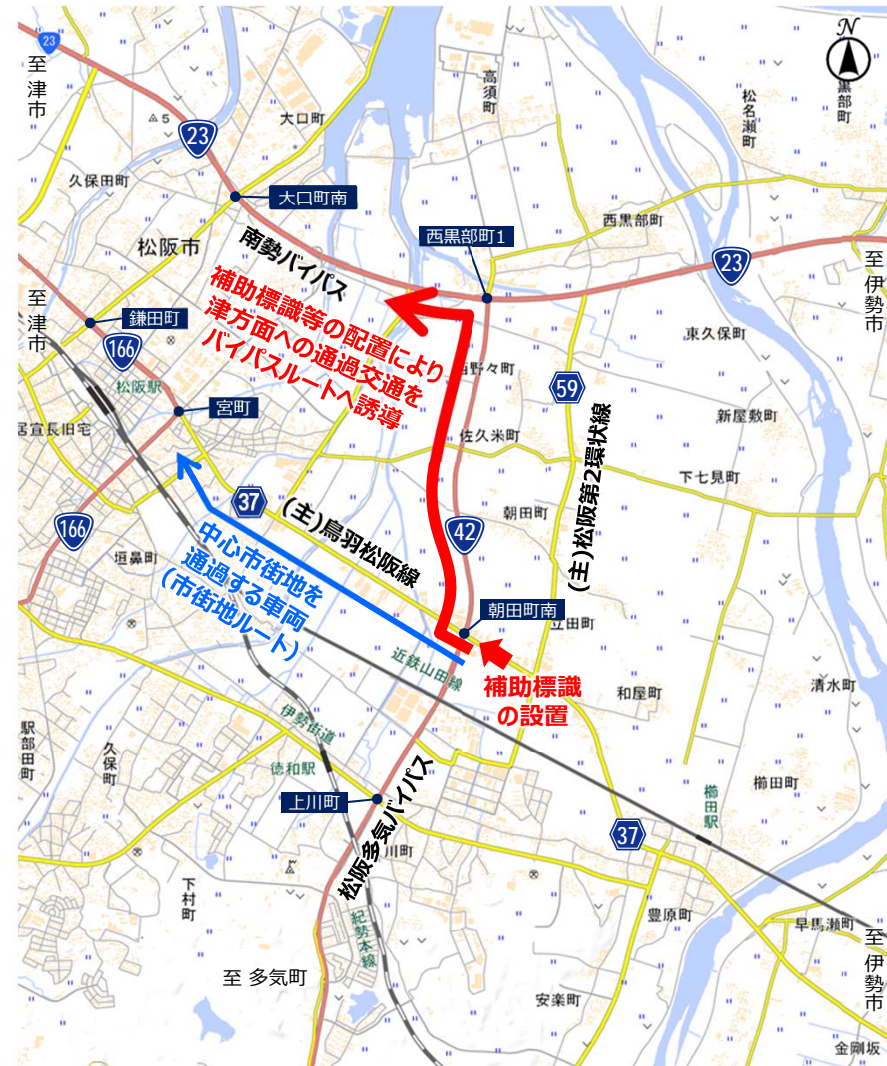 23
至津市
高須町
N
黒部町
松名瀬町
5
大口町
23
久保田町
大口町南
西黒部町
松阪市
西黒部町1
23
南勢バイパス
至伊勢市
至津市
補助標識等の配置により
津方面への通過交通を
バイパスルートへ誘導
鎌田町
東久保町
166
松阪駅
59
宮町
新屋敷町
佐久米町
下七見町
37
(主)鳥羽松阪線
朝田町
(主)松阪第2環状線
166
42
垣鼻町
中心市街地を
通過する車両
(市街地ルート)
朝田町南
立田町
近鉄山田線
補助標識
の設置
和屋町
清水町
伊勢街道
駅部田町
久保町
徳和駅
櫛田町
櫛田駅
上川町
松阪多気バイパス
川町
37
下村町
豊原町
早馬瀬町
紀勢本線
至伊勢市
至 多気町
安楽町
金剛坂